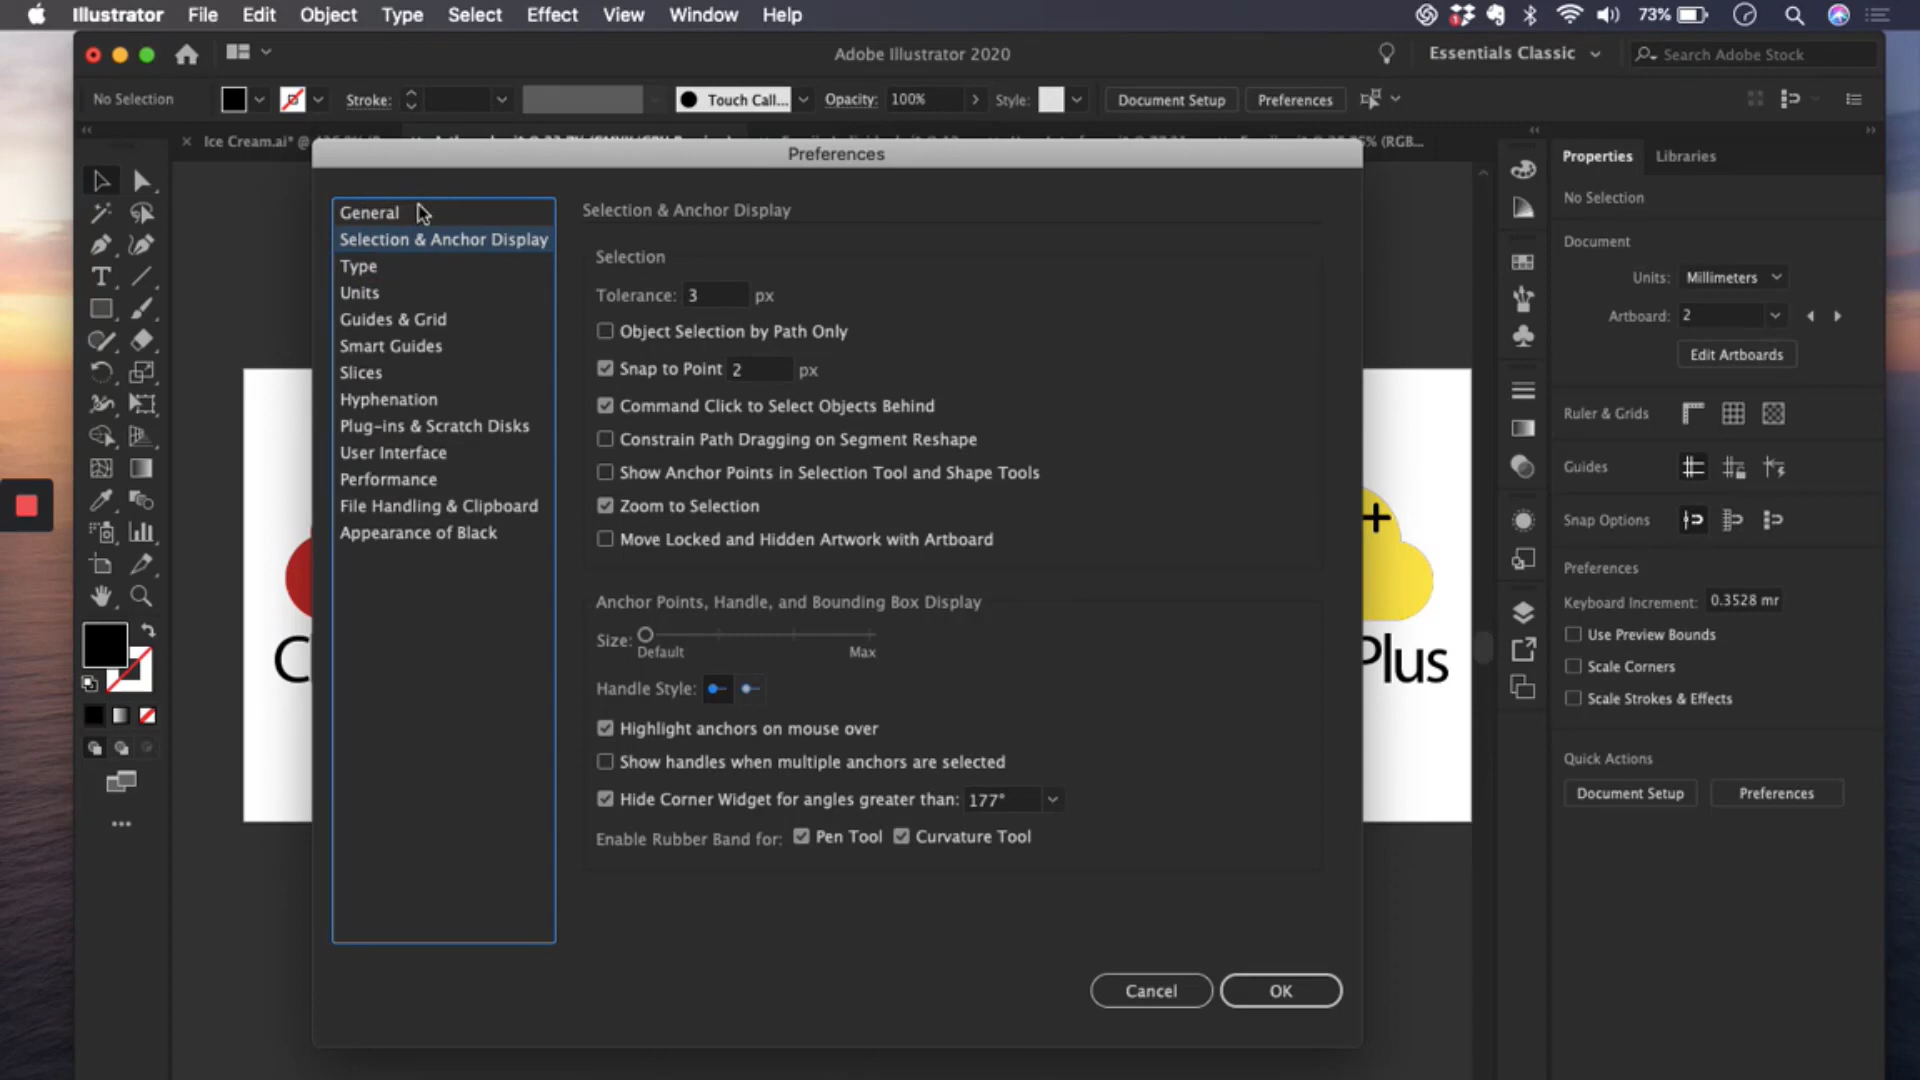 Illustrator File Edit Object Type Select Effect View Window Help 73%
Adobe Illustrator 2020 Essentials Classic Search Adobe Stock
No Selection Stroke: Touch Call... Opacity: 100% Style: Document Setup Preferences
Ice Cream.ai* @ (RGB...
Preferences
General
Selection & Anchor Display
Type
Units
Guides & Grid
Smart Guides
Slices
Hyphenation
Plug-ins & Scratch Disks
User Interface
Performance
File Handling & Clipboard
Appearance of Black
Selection & Anchor Display
Selection
Tolerance: 3 px
Object Selection by Path Only
Snap to Point 2 px
Command Click to Select Objects Behind
Constrain Path Dragging on Segment Reshape
Show Anchor Points in Selection Tool and Shape Tools
Zoom to Selection
Move Locked and Hidden Artwork with Artboard
Anchor Points, Handle, and Bounding Box Display
Size:
Default Max
Handle Style:
Highlight anchors on mouse over
Show handles when multiple anchors are selected
Hide Corner Widget for angles greater than: 177°
Enable Rubber Band for: Pen Tool Curvature Tool
Cancel OK
C
Plus
Properties Libraries
No Selection
Document
Units: Millimeters
Artboard: 2
Edit Artboards
Ruler & Grids
Guides
Snap Options
Preferences
Keyboard Increment: 0.3528 mr
Use Preview Bounds
Scale Corners
Scale Strokes & Effects
Quick Actions
Document Setup Preferences